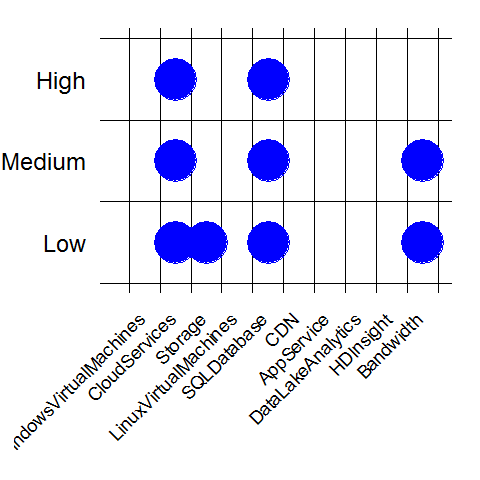 High
Medium
Low
ndowsVirtualMachines
CloudServices
Storage
LinuxVirtualMachines
SQLDatabase
CDN
AppService
DataLakeAnalytics
HDInsight
Bandwidth